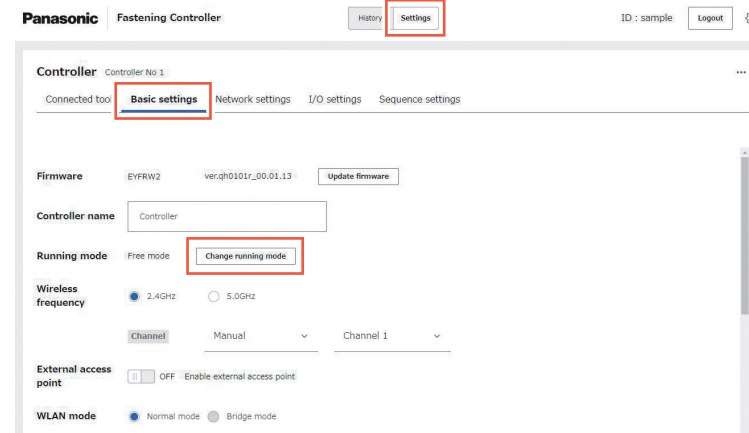 Panasonic Fastening Controller History Settings ID : sample Logout
Controller Controller No 1 ...
Connected tool Basic settings Network settings I/O settings Sequence settings
Firmware EYFRW2 ver.qh0101r_00.01.13 Update firmware
Controller name Controller
Running mode Free mode Change running mode
Wireless frequency 2.4GHz 5.0GHz
Channel Manual Channel 1
External access point OFF Enable external access point
WLAN mode Normal mode Bridge mode